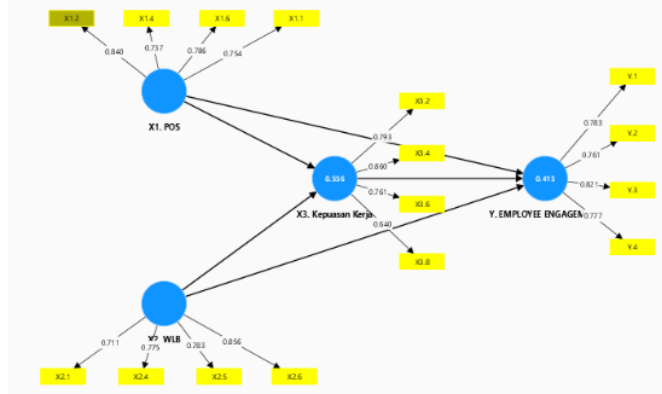 X1.2
X1.4
X1.6
X1.1
0.840
0.737
0.786
0.754
X1. POS
X3.2
0.793
X3.4
0.860
0.556
0.761
X3.6
X3. Kepuasan Kerja
0.640
X3.8
Y.1
0.783
Y.2
0.761
0.415
0.821
Y.3
Y. EMPLOYEE ENGAGEM
0.777
Y.4
X2. WLB
0.711
0.775
0.783
0.856
X2.1
X2.4
X2.5
X2.6